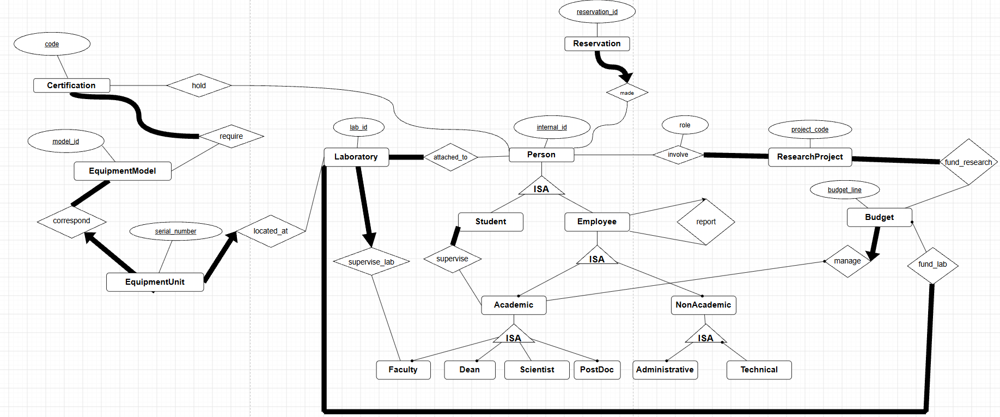 reservation_id
Reservation
code
Certification
hold
made
require
lab_id
internal_id
role
project_code
model_id
Laboratory
attached_to
Person
involve
ResearchProject
fund_research
EquipmentModel
ISA
budget_line
correspond
serial_number
located_at
Student
Employee
report
Budget
supervise_lab
supervise
ISA
manage
fund_lab
EquipmentUnit
Academic
NonAcademic
ISA
ISA
Faculty
Dean
Scientist
PostDoc
Administrative
Technical